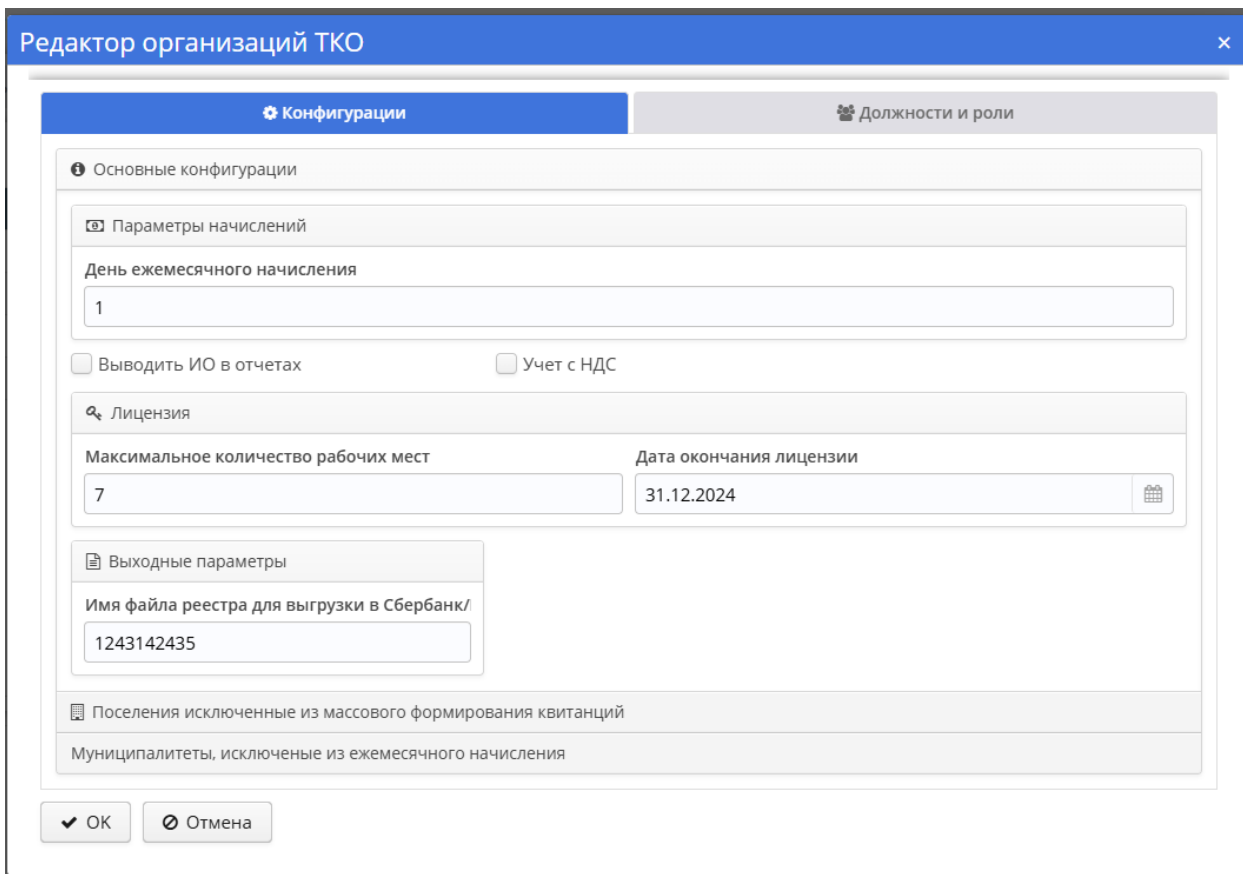 Редактор организаций ТКО
Конфигурации
Должности и роли
Основные конфигурации
Параметры начислений
День ежемесячного начисления
1
Выводить ИО в отчетах
Учет с НДС
Лицензия
Максимальное количество рабочих мест
Дата окончания лицензии
7
31.12.2024
Выходные параметры
Имя файла реестра для выгрузки в Сбербанк/
1243142435
Поселения исключенные из массового формирования квитанций
Муниципалитеты, исключеные из ежемесячного начисления
OK
Отмена